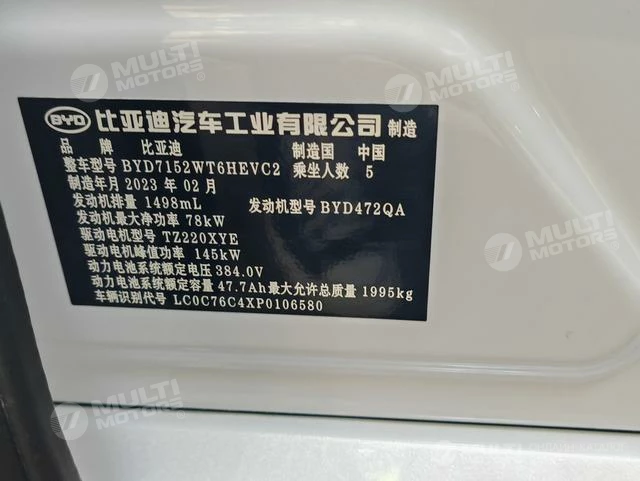 MULTI MOTORS
MULTI MOTORS
BYD 比亚迪汽车工业有限公司 制造
品 牌 比亚迪 制造国 中国
整车型号 BYD7152WT6HEVC2 乘坐人数 5
制造年月 2023 年 02 月
发动机排量 1498mL 发动机型号 BYD472QA
发动机最大净功率 78kW
驱动电机型号 TZ220XYE
驱动电机峰值功率 145kW
动力电池系统额定电压 384.0V
动力电池系统额定容量 47.7Ah 最大允许总质量 1995kg
车辆识别代号 LC0C76C4XP0106580
MULTI MOTORS
MULTI MOTORS